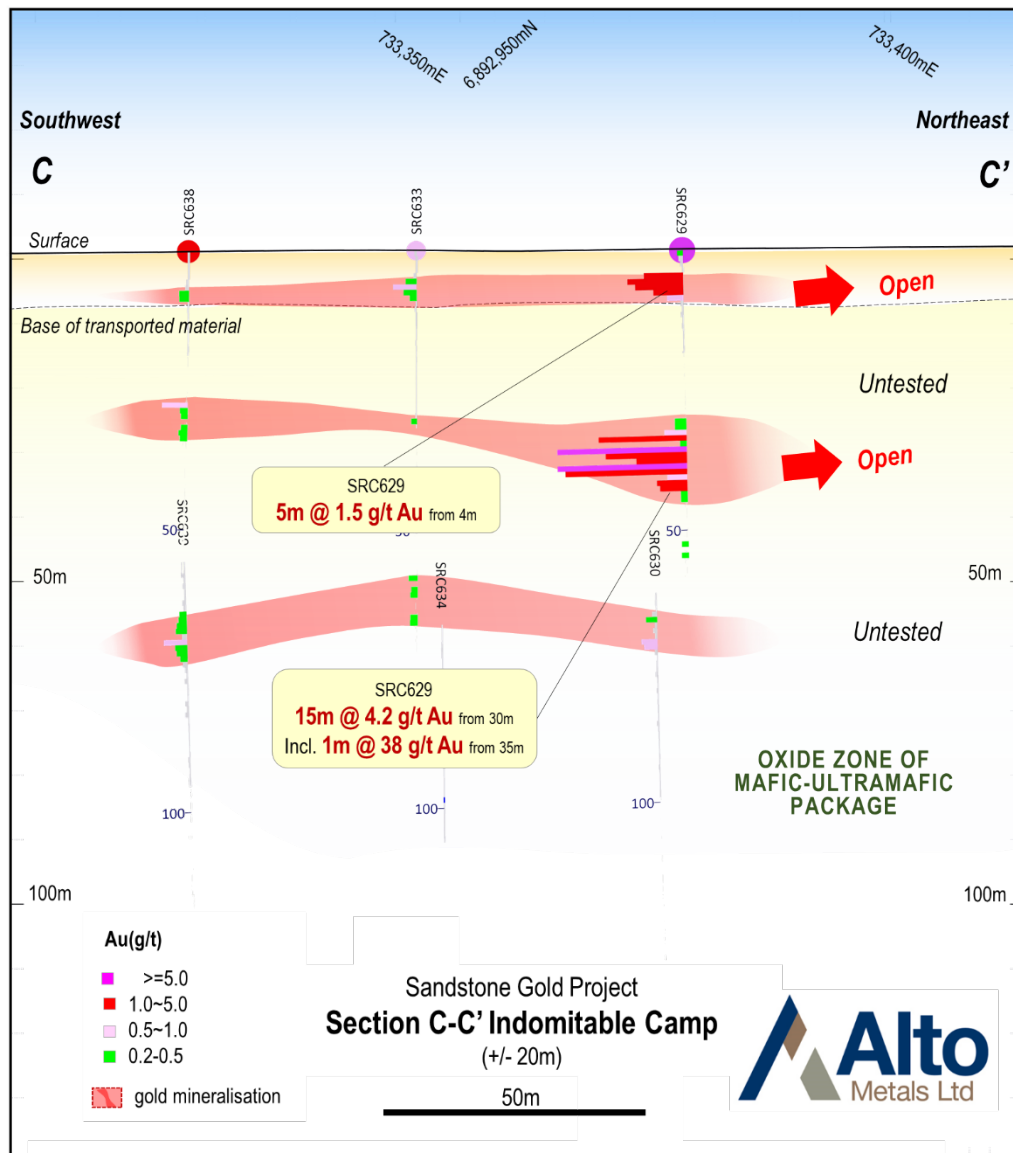 733,350mE
6,892,950mN
733,400mE
Southwest
Northeast
C
C'
SRC638
SRC633
SRC629
Surface
Open
Base of transported material
Untested
Open
SRC629
5m @ 1.5 g/t Au from 4m
50
50
SRC630
50m
50m
SRC634
Untested
SRC629
15m @ 4.2 g/t Au from 30m
Incl. 1m @ 38 g/t Au from 35m
OXIDE ZONE OF
MAFIC-ULTRAMAFIC
PACKAGE
100
100
100
100m
100m
Au(g/t)
>=5.0
1.0~5.0
0.5~1.0
0.2-0.5
gold mineralisation
Sandstone Gold Project
Section C-C' Indomitable Camp
(+/- 20m)
50m
Alto
Metals Ltd